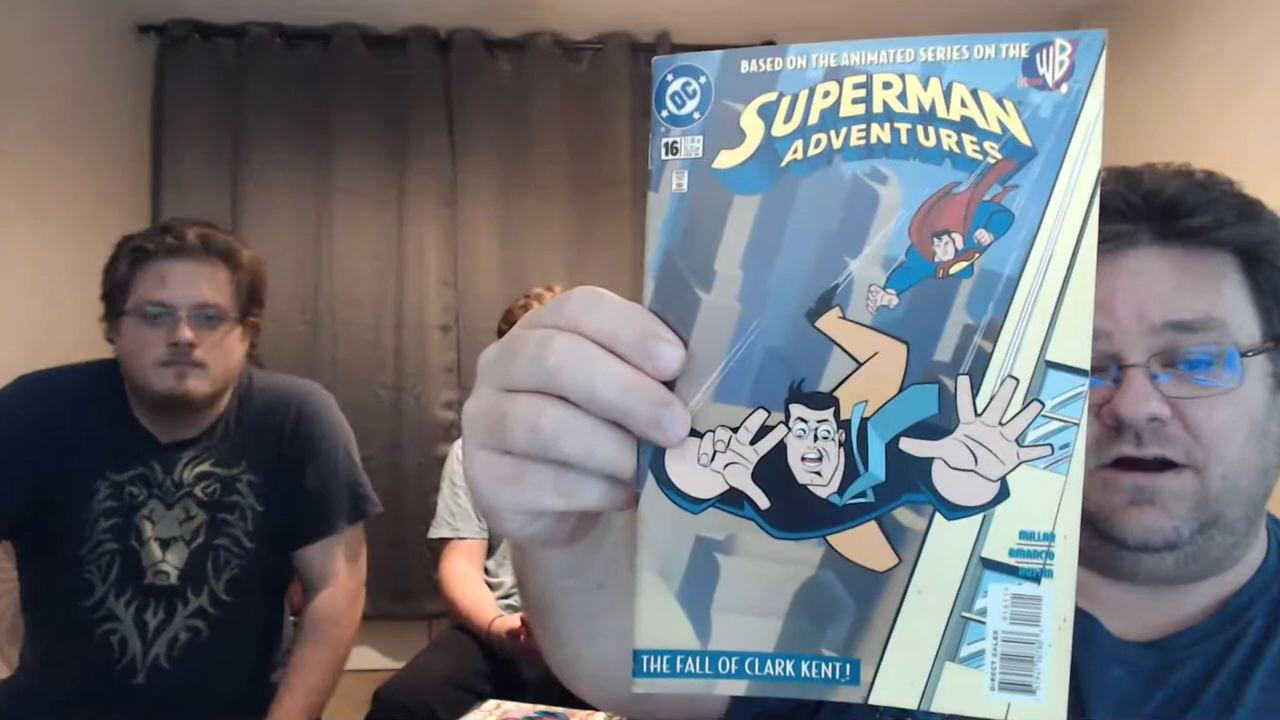 BASED ON THE ANIMATED SERIES ON THE
WB
DC
SUPERMAN
ADVENTURES
16
MILLAR
AMANCIO
AUSTIN
DIRECT SALES
THE FALL OF CLARK KENT!